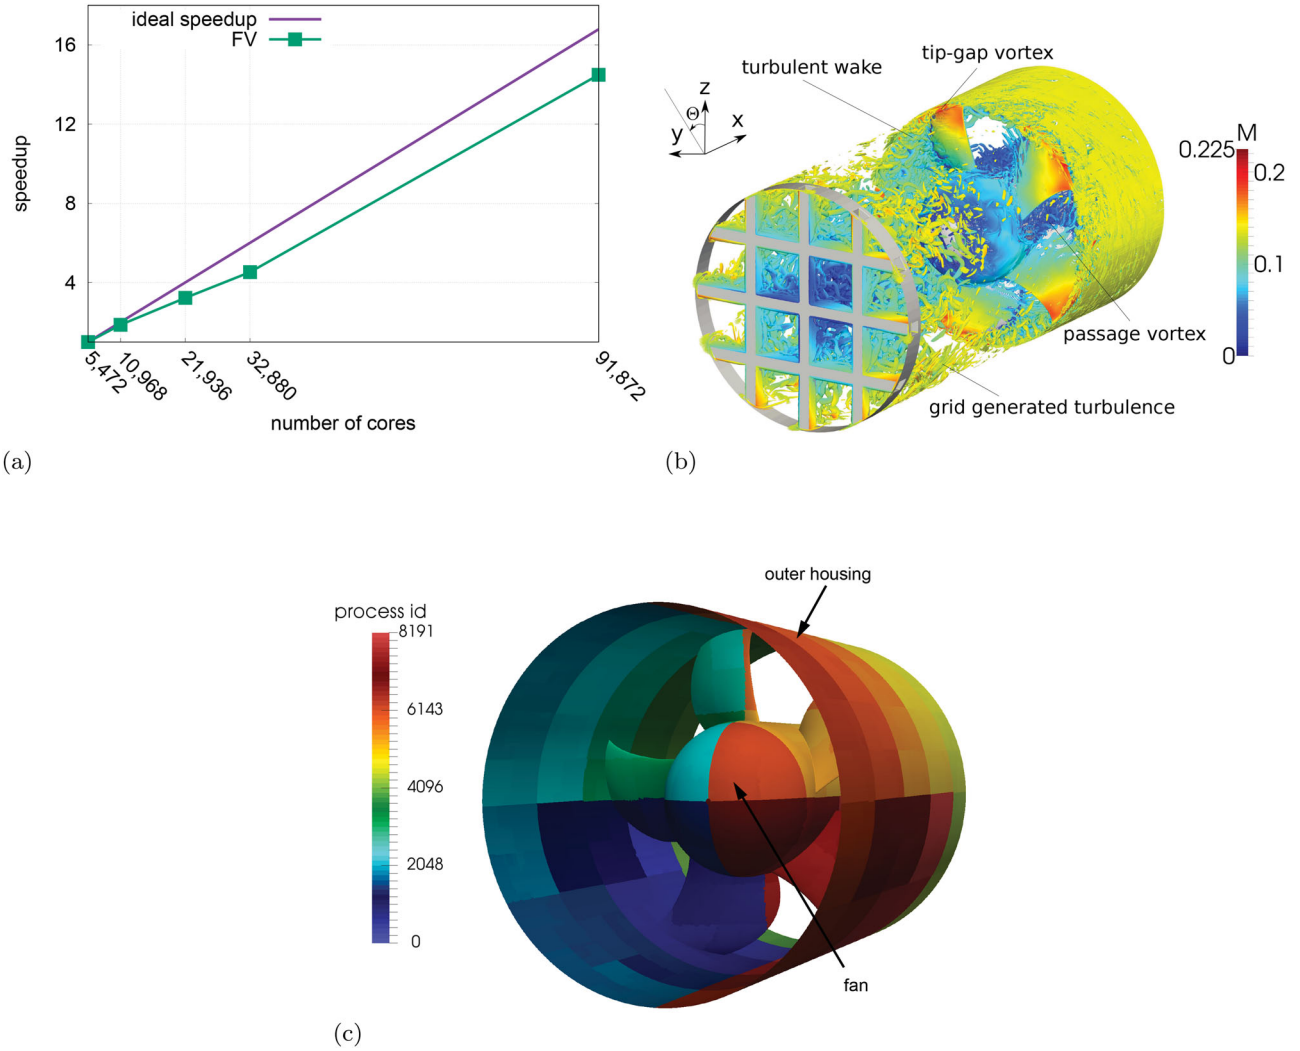 ideal speedup
FV
16
12
8
4
speedup
5,472
10,968
21,936
32,880
91,872
number of cores
(a)
tip-gap vortex
turbulent wake
z
Θ
y
x
M
0.225
0.2
0.1
0
passage vortex
grid generated turbulence
(b)
outer housing
process id
8191
6143
4096
2048
0
fan
(c)